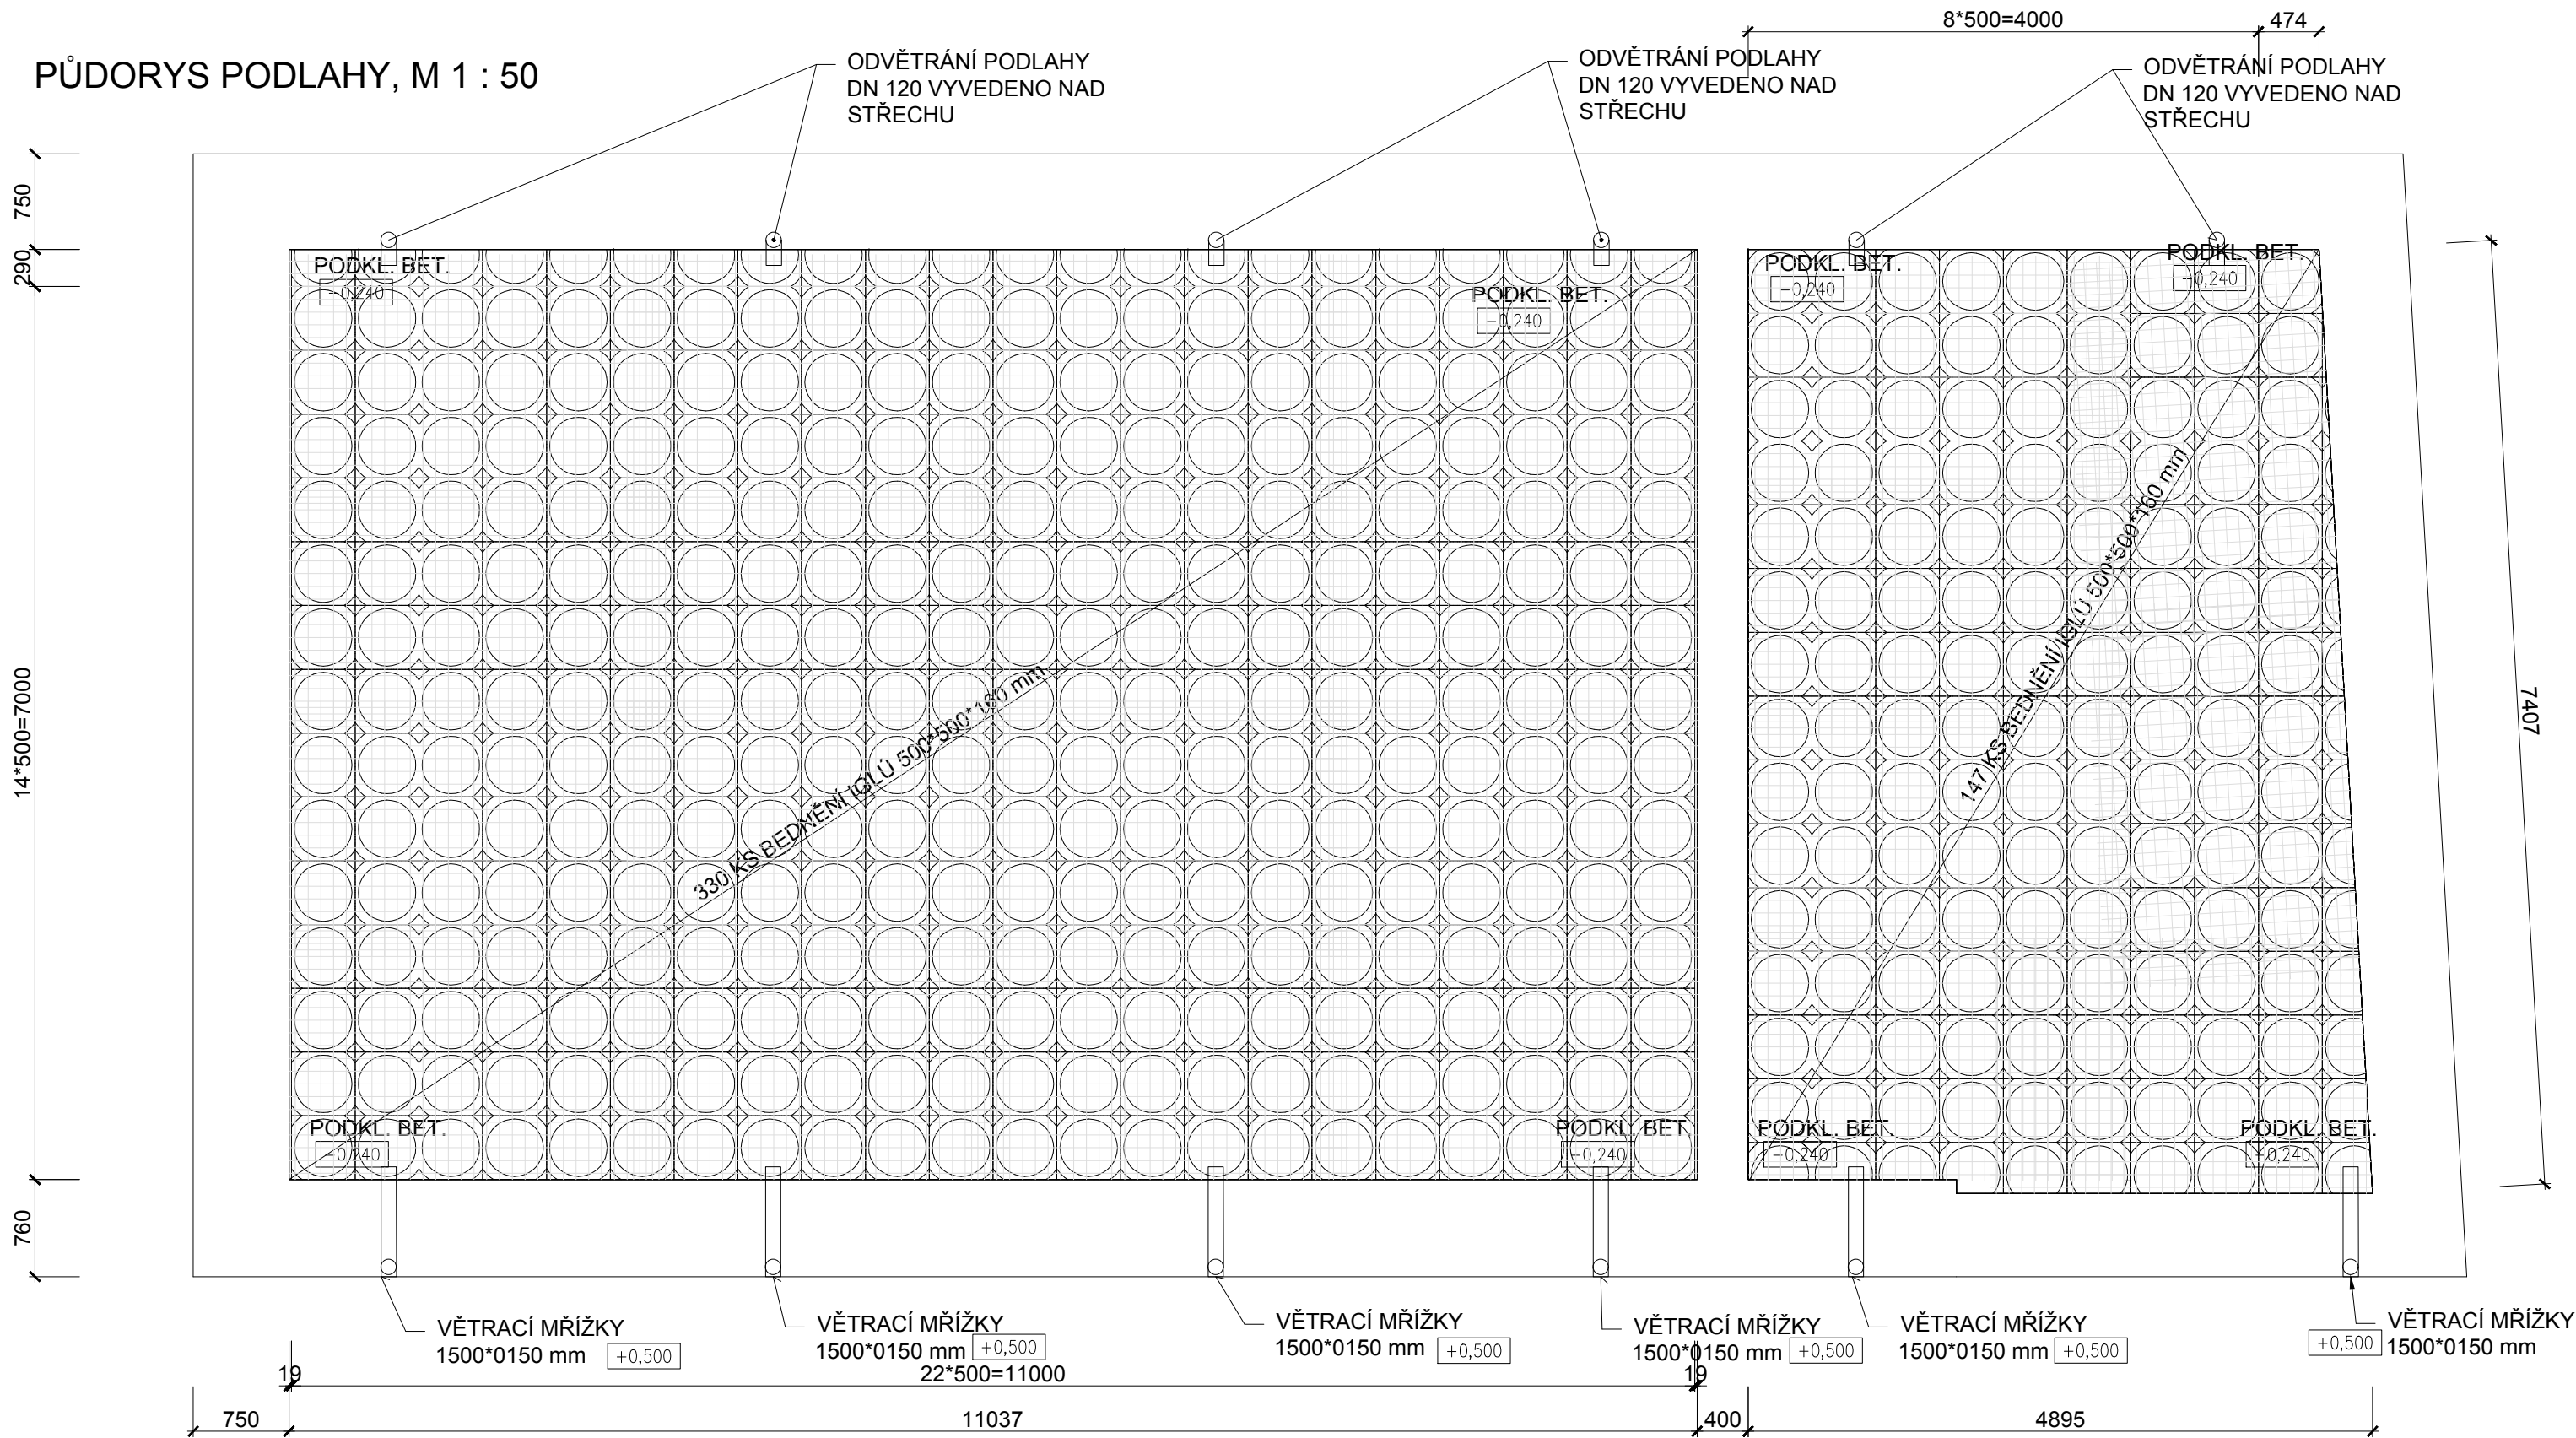 8*500=4000
474
PŮDORYS PODLAHY, M 1 : 50
ODVĚTRÁNÍ PODLAHY
DN 120 VYVEDENO NAD
STŘECHU
ODVĚTRÁNÍ PODLAHY
DN 120 VYVEDENO NAD
STŘECHU
ODVĚTRÁNÍ PODLAHY
DN 120 VYVEDENO NAD
STŘECHU
750
290
14*500=7000
760
PODKL. BET.
-0,240
PODKL. BET.
-0,240
PODKL. BET.
-0,240
PODKL. BET.
-0,240
330 KS BEDNĚNÍ IGLÚ 500*500*160 mm
147 KS BEDNĚNÍ IGLÚ 500*500*160 mm
7407
PODKL. BET.
-0,240
PODKL. BET.
-0,240
PODKL. BET.
-0,240
PODKL. BET.
-0,240
VĚTRACÍ MŘÍŽKY
1500*0150 mm +0,500
VĚTRACÍ MŘÍŽKY
1500*0150 mm +0,500
VĚTRACÍ MŘÍŽKY
1500*0150 mm +0,500
VĚTRACÍ MŘÍŽKY
1500*0150 mm +0,500
VĚTRACÍ MŘÍŽKY
1500*0150 mm +0,500
VĚTRACÍ MŘÍŽKY
+0,500 1500*0150 mm
19
22*500=11000
19
750
11037
400
4895